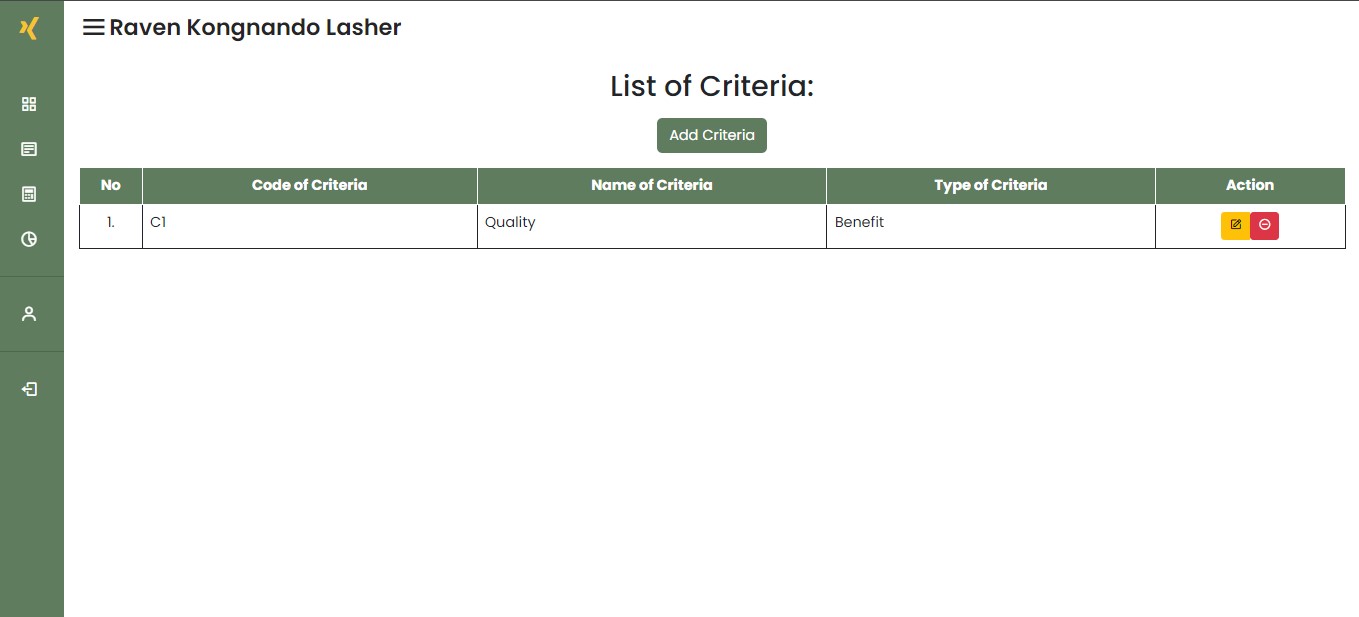 Raven Kongnando Lasher
List of Criteria:
Add Criteria
No Code of Criteria Name of Criteria Type of Criteria Action
1. C1 Quality Benefit